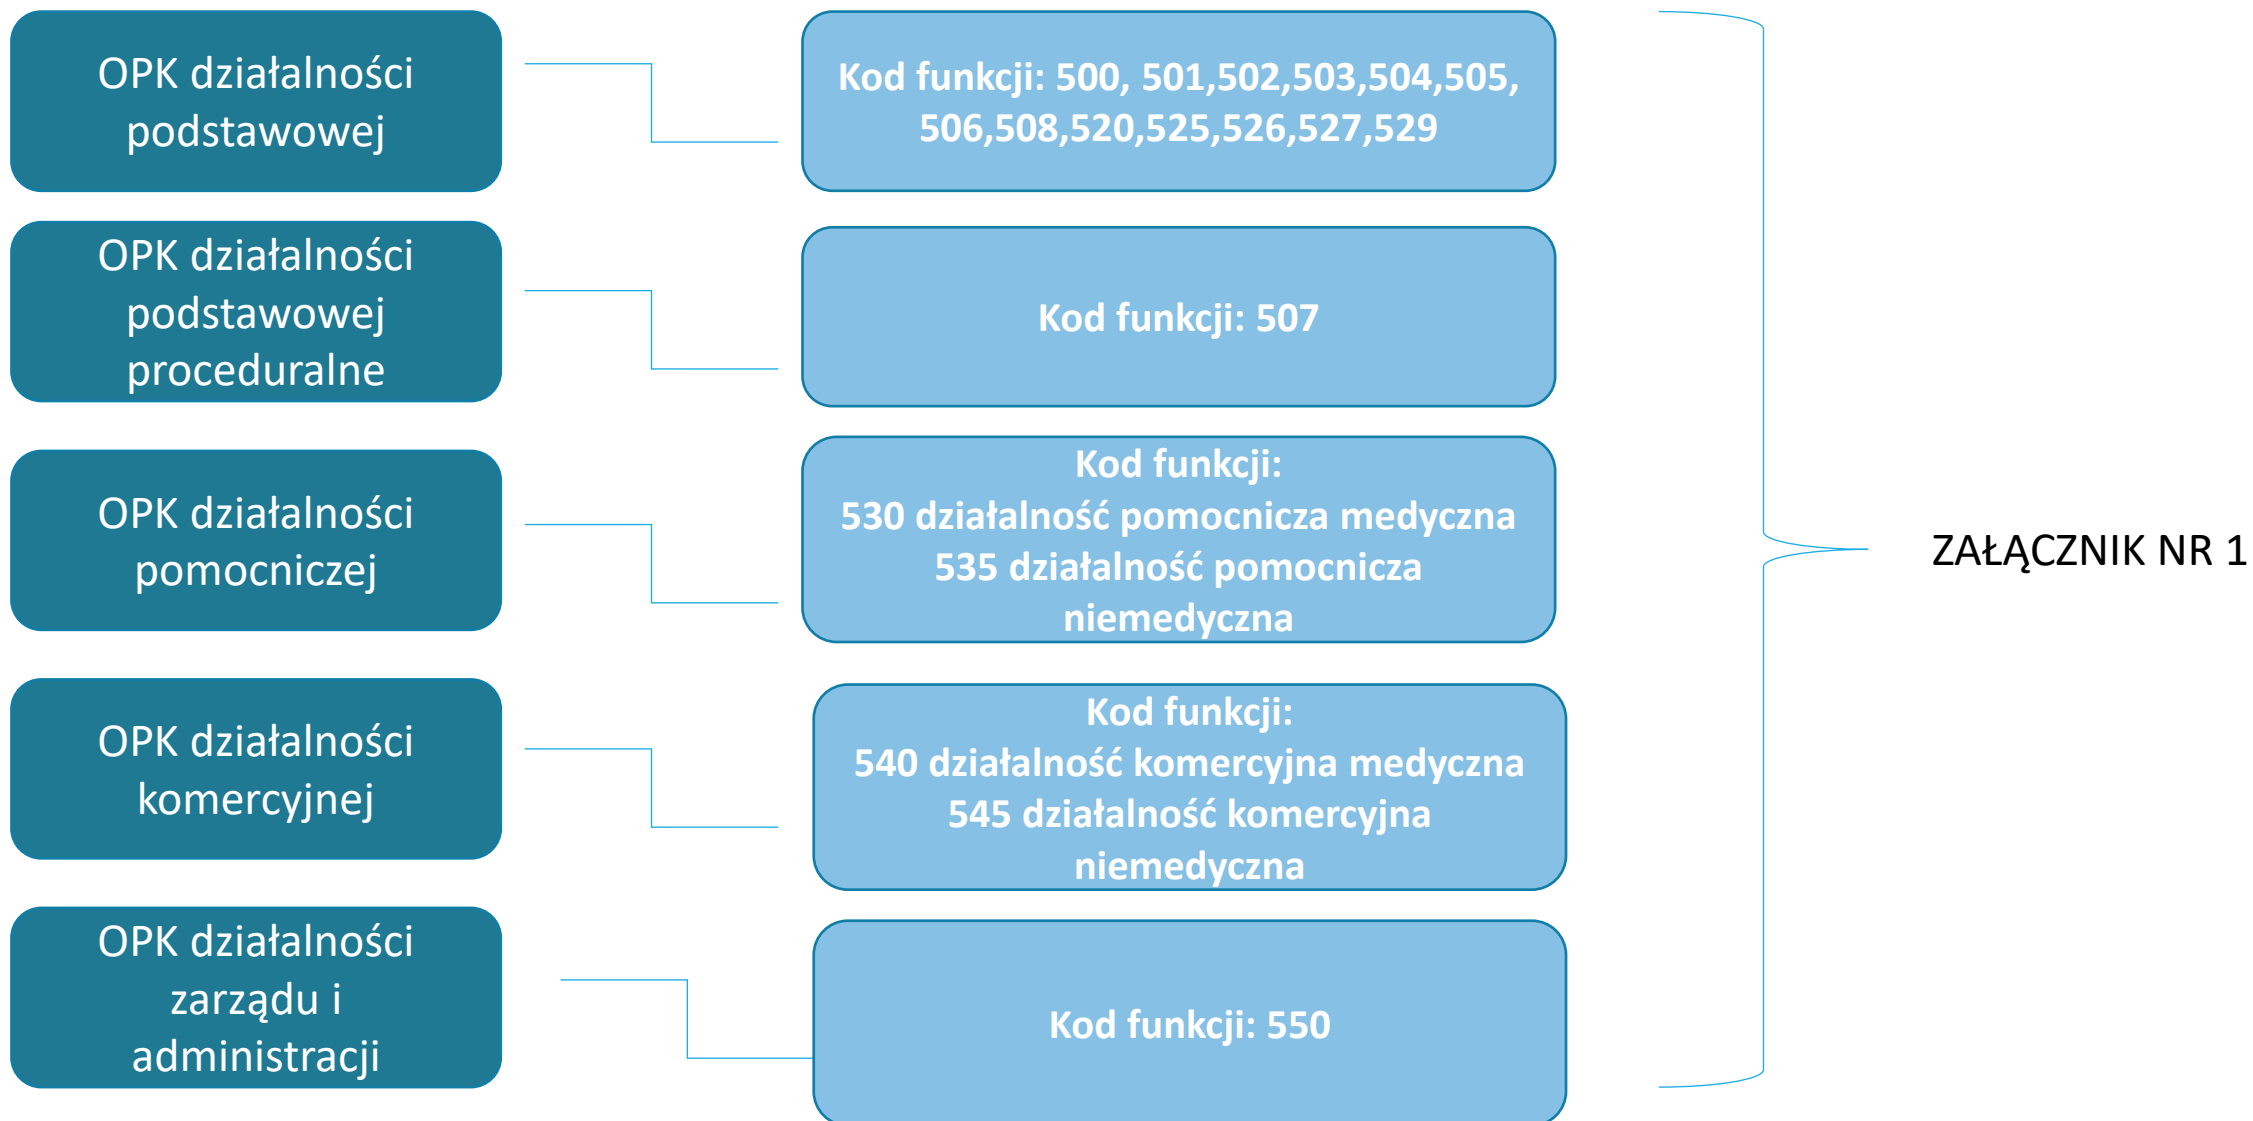 OPK działalności
podstawowej
Kod funkcji: 500, 501,502,503,504,505,
506,508,520,525,526,527,529
OPK działalności
podstawowej
proceduralne
Kod funkcji: 507
OPK działalności
pomocniczej
Kod funkcji:
530 działalność pomocnicza medyczna
535 działalność pomocnicza
niemedyczna
OPK działalności
komercyjnej
Kod funkcji:
540 działalność komercyjna medyczna
545 działalność komercyjna
niemedyczna
OPK działalności
zarządu i
administracji
Kod funkcji: 550
ZAŁĄCZNIK NR 1